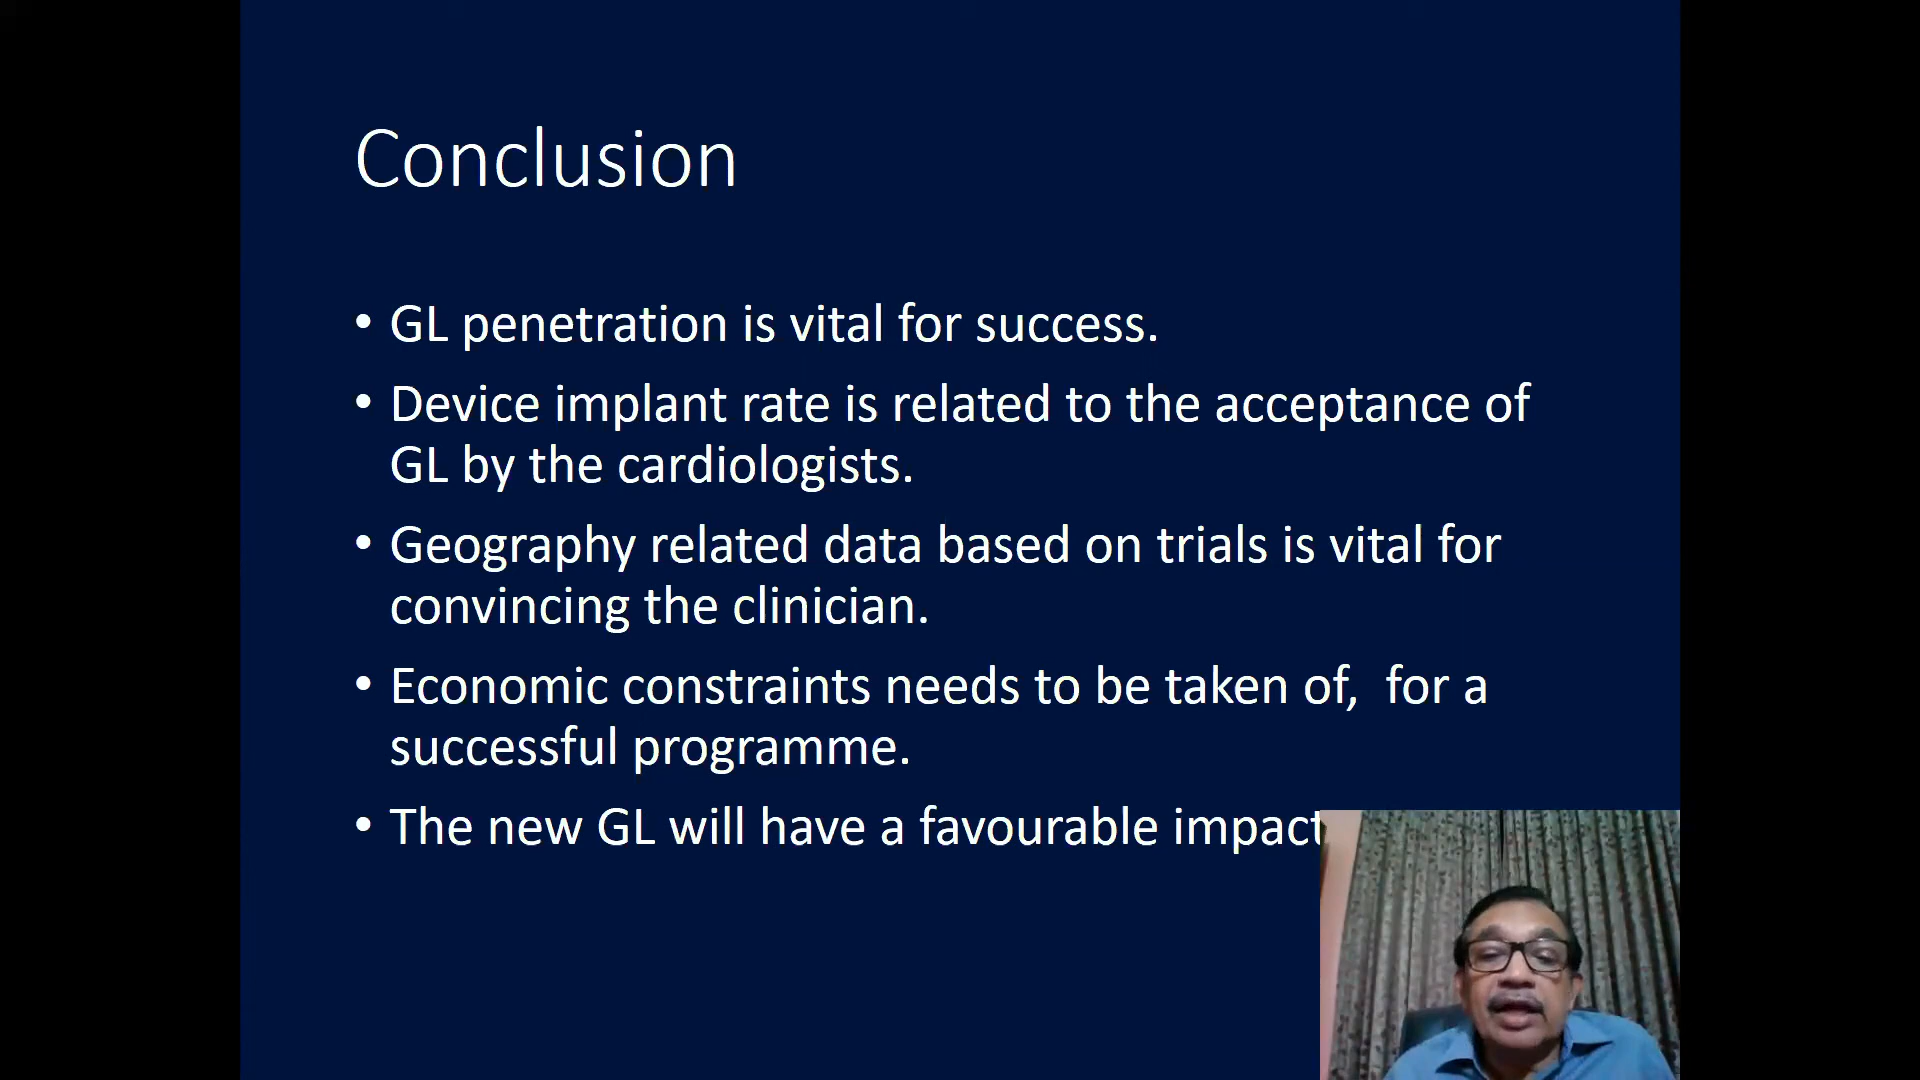 Conclusion
• GL penetration is vital for success.
• Device implant rate is related to the acceptance of
GL by the cardiologists.
• Geography related data based on trials is vital for
convincing the clinician.
• Economic constraints needs to be taken of,  for a
successful programme.
• The new GL will have a favourable impact